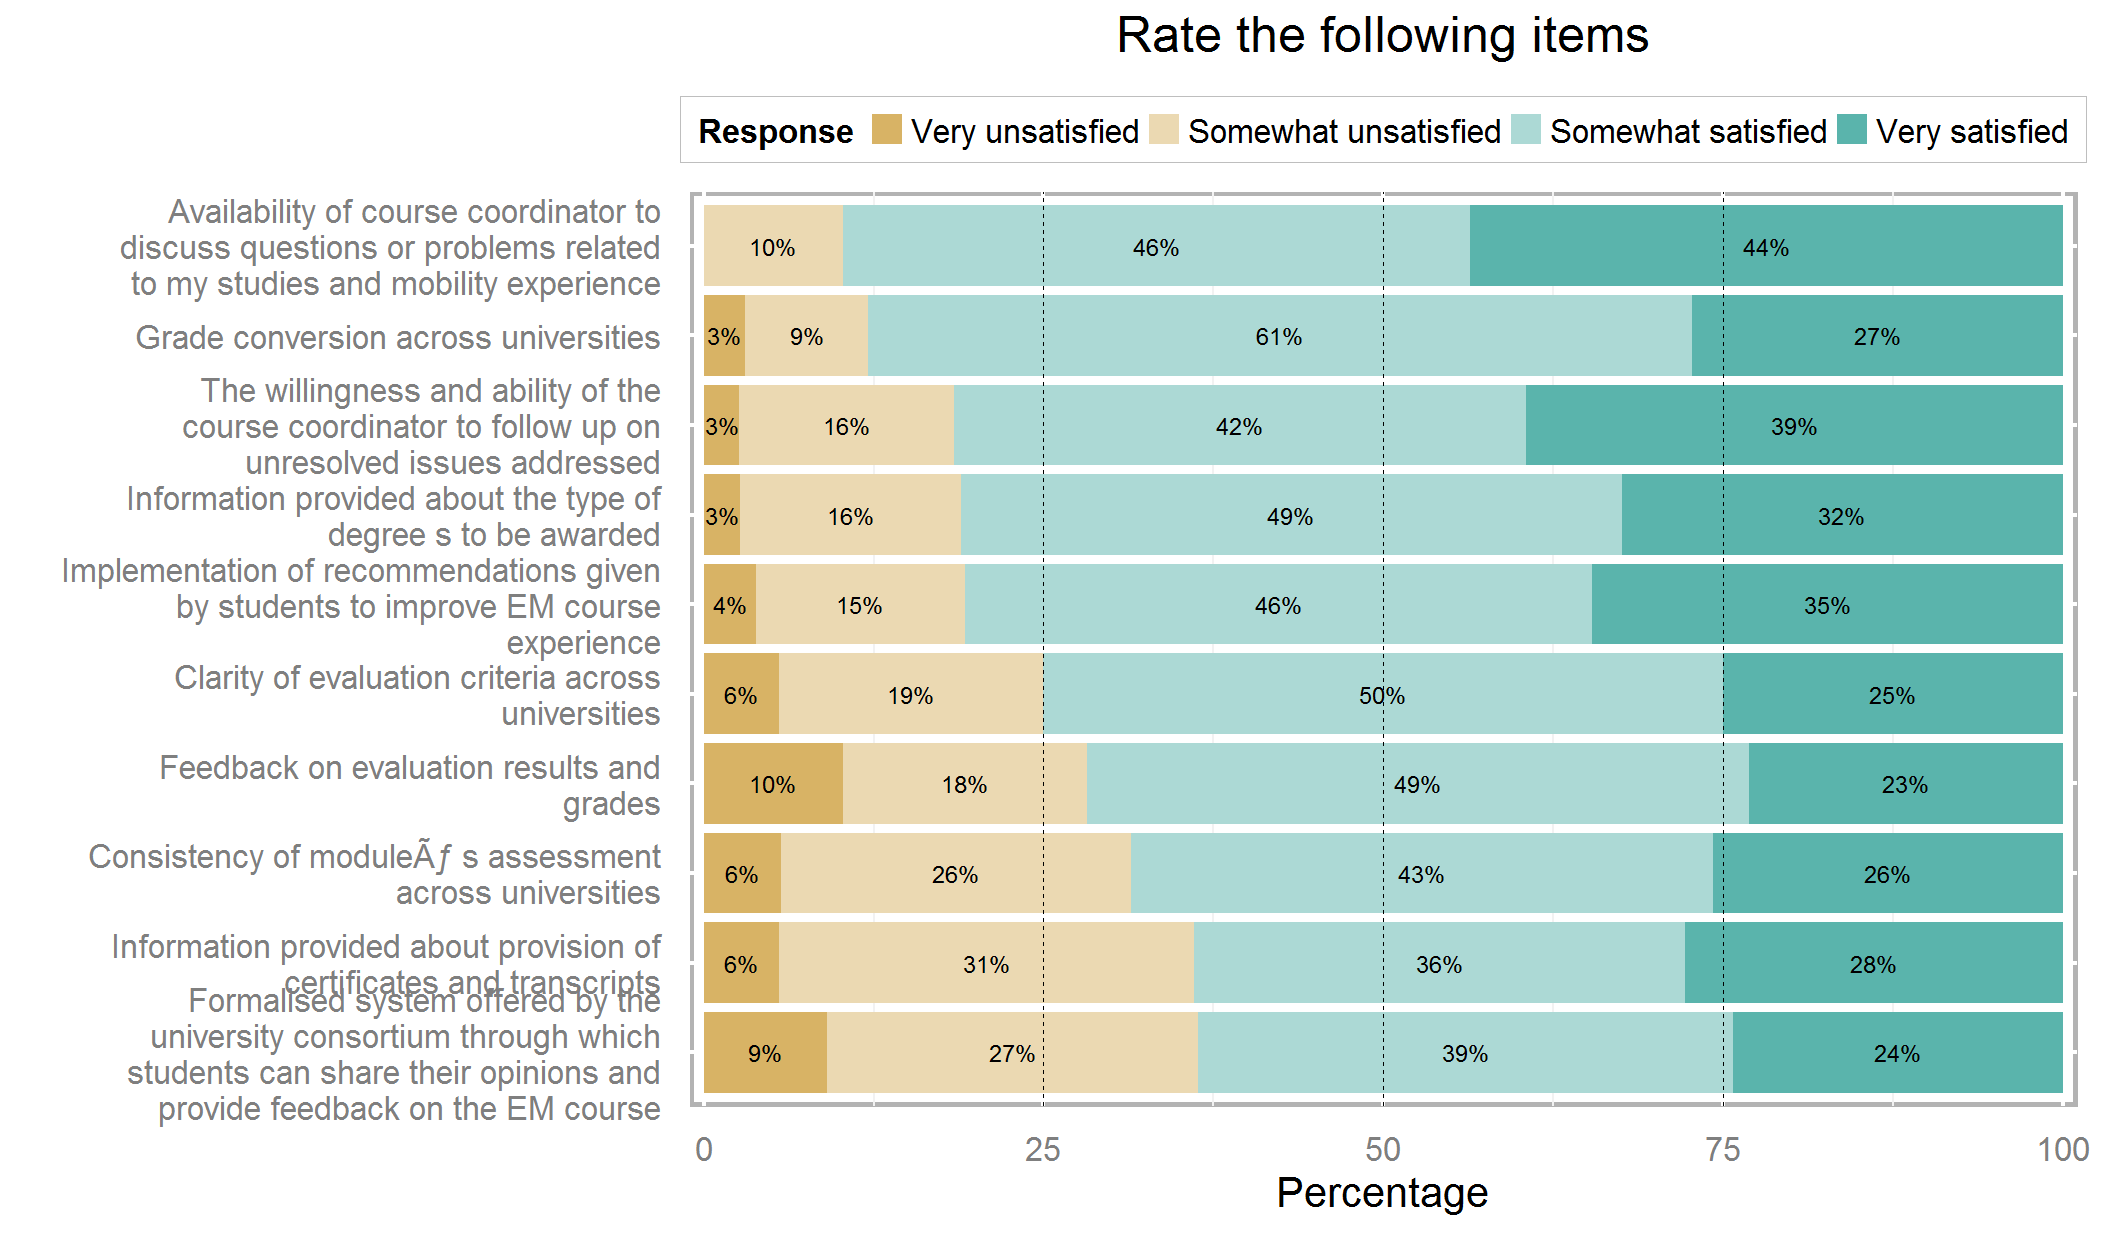 Rate the following items
Response Very unsatisfied Somewhat unsatisfied Somewhat satisfied Very satisfied
Availability of course coordinator to
discuss questions or problems related
to my studies and mobility experience
10% 46% 44%
Grade conversion across universities
3% 9% 61% 27%
The willingness and ability of the
course coordinator to follow up on
unresolved issues addressed
3% 16% 42% 39%
Information provided about the type of
degree s to be awarded
3% 16% 49% 32%
Implementation of recommendations given
by students to improve EM course
experience
4% 15% 46% 35%
Clarity of evaluation criteria across
universities
6% 19% 50% 25%
Feedback on evaluation results and
grades
10% 18% 49% 23%
Consistency of moduleÃƒ s assessment
across universities
6% 26% 43% 26%
Information provided about provision of
certificates and transcripts
6% 31% 36% 28%
Formalised system offered by the
university consortium through which
students can share their opinions and
provide feedback on the EM course
9% 27% 39% 24%
0 25 50 75 100
Percentage